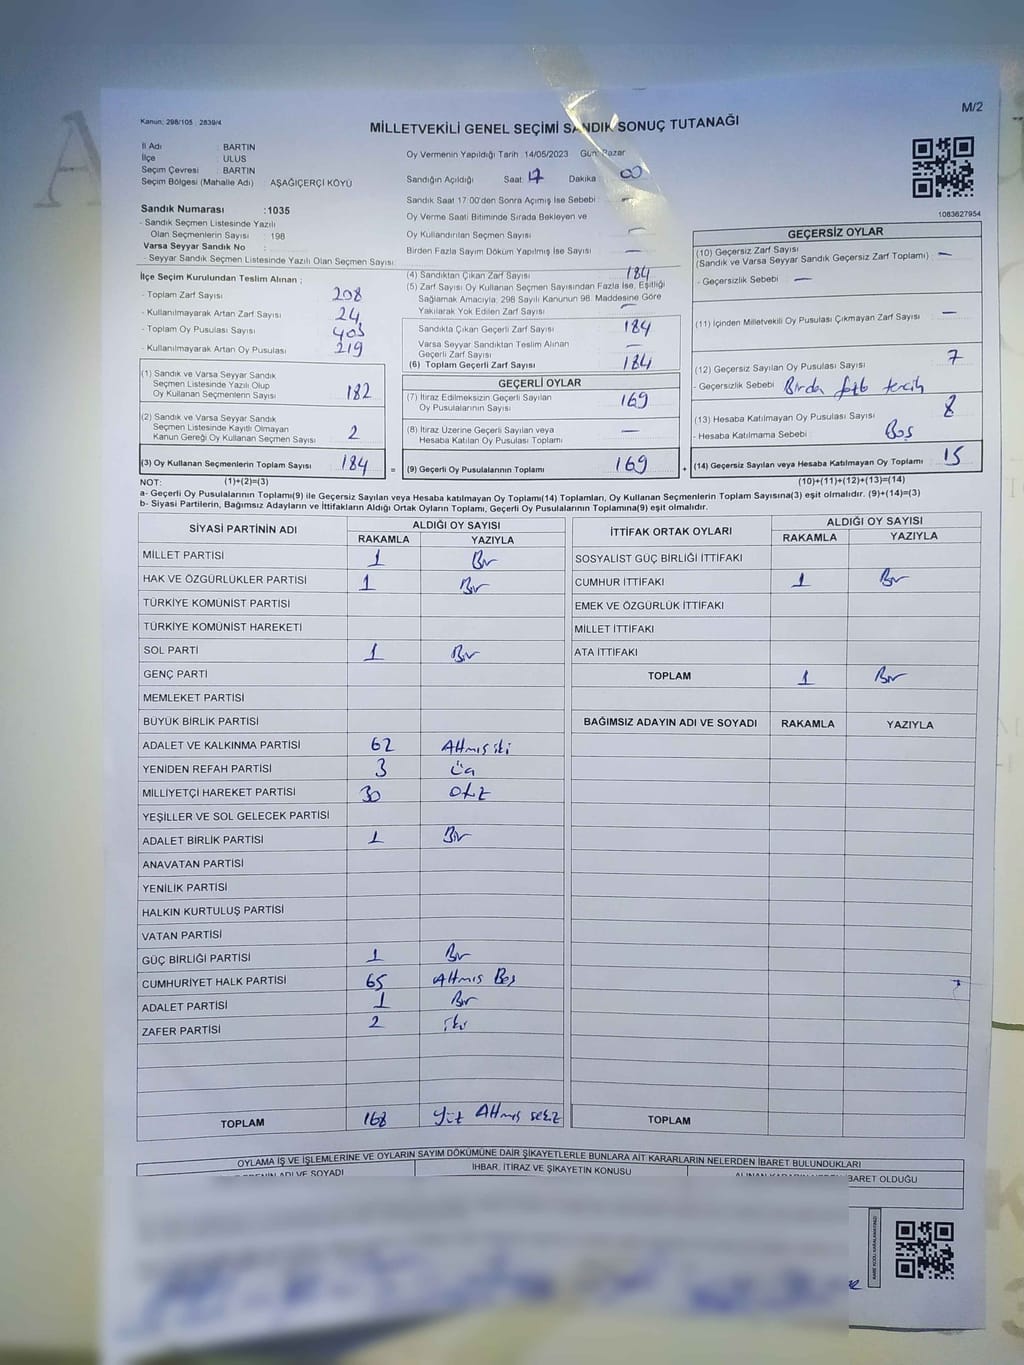 M/2
Kanun: 298/105 ; 2839/4
MİLLETVEKİLİ GENEL SEÇİMİ SANDIK SONUÇ TUTANAĞI
İl Adı : BARTIN
İlçe : ULUS
Seçim Çevresi : BARTIN
Seçim Bölgesi (Mahalle Adı) AŞAĞIÇERÇİ KÖYÜ
Sandık Numarası :1035
- Sandık Seçmen Listesinde Yazılı
Olan Seçmenlerin Sayısı : 198
Varsa Seyyar Sandık No :
- Seyyar Sandık Seçmen Listesinde Yazılı Olan Seçmen Sayısı:
Oy Vermenin Yapıldığı Tarih :14/05/2023 Gün: Pazar
Sandığın Açıldığı Saat 17 Dakika 00
Sandık Saat 17'00'den Sonra Açımış İse Sebebi : —
Oy Verme Saati Bitiminde Sırada Bekleyen ve
Oy Kullandırılan Seçmen Sayısı —
Birden Fazla Sayım Döküm Yapılmış İse Sayısı —
1083627954
İlçe Seçim Kurulundan Teslim Alınan ;
- Toplam Zarf Sayısı 208
- Kullanılmayarak Artan Zarf Sayısı 24
- Toplam Oy Pusulası Sayısı 403
- Kullanılmayarak Artan Oy Pusulası 219
(4) Sandıktan Çıkan Zarf Sayısı 184
(5) Zarf Sayısı Oy Kullanan Seçmen Sayısından Fazla İse, Eşitliği
Sağlamak Amacıyla; 298 Sayılı Kanunun 98. Maddesine Göre
Yakılarak Yok Edilen Zarf Sayısı —
Sandıkta Çıkan Geçerli Zarf Sayısı 184
Varsa Seyyar Sandıktan Teslim Alınan
Geçerli Zarf Sayısı —
(6) Toplam Geçerli Zarf Sayısı 184
GEÇERSİZ OYLAR
(10) Geçersiz Zarf Sayısı
(Sandık ve Varsa Seyyar Sandık Geçersiz Zarf Toplamı) —
- Geçersizlik Sebebi : —
(11) İçinden Milletvekili Oy Pusulası Çıkmayan Zarf Sayısı —
(12) Geçersiz Sayılan Oy Pusulası Sayısı 7
- Geçersizlik Sebebi tercih
(13) Hesaba Katılmayan Oy Pusulası Sayısı 8
- Hesaba Katılmama Sebebi : Boş
(14) Geçersiz Sayılan veya Hesaba Katılmayan Oy Toplamı 15
(1) Sandık ve Varsa Seyyar Sandık
Seçmen Listesinde Yazılı Olup
Oy Kullanan Seçmenlerin Sayısı 182
(2) Sandık ve Varsa Seyyar Sandık
Seçmen Listesinde Kayıtlı Olmayan
Kanun Gereği Oy Kullanan Seçmen Sayısı 2
(3) Oy Kullanan Seçmenlerin Toplam Sayısı 184 =
GEÇERLİ OYLAR
(7) İtiraz Edilmeksizin Geçerli Sayılan
Oy Pusulalarının Sayısı 169
(8) İtiraz Üzerine Geçerli Sayılan veya
Hesaba Katılan Oy Pusulası Toplamı —
(9) Geçerli Oy Pusulalarının Toplamı 169 +
NOT: (1)+(2)=(3) (10)+(11)+(12)+(13)=(14)
a- Geçerli Oy Pusulalarının Toplamı(9) ile Geçersiz Sayılan veya Hesaba katılmayan Oy Toplamı(14) Toplamları, Oy Kullanan Seçmenlerin Toplam Sayısına(3) eşit olmalıdır. (9)+(14)=(3)
b- Siyasi Partilerin, Bağımsız Adayların ve İttifakların Aldığı Ortak Oyların Toplamı, Geçerli Oy Pusulalarının Toplamına(9) eşit olmalıdır.
SİYASİ PARTİNİN ADI ALDIĞI OY SAYISI
RAKAMLA YAZIYLA
MİLLET PARTİSİ 1 Bir
HAK VE ÖZGÜRLÜKLER PARTİSİ 1 Bir
TÜRKİYE KOMÜNİST PARTİSİ
TÜRKİYE KOMÜNİST HAREKETİ
SOL PARTİ 1 Bir
GENÇ PARTİ
MEMLEKET PARTİSİ
BÜYÜK BİRLİK PARTİSİ
ADALET VE KALKINMA PARTİSİ 62 Altmış iki
YENİDEN REFAH PARTİSİ 3 Üç
MİLLİYETÇİ HAREKET PARTİSİ 30 Otuz
YEŞİLLER VE SOL GELECEK PARTİSİ
ADALET BİRLİK PARTİSİ 1 Bir
ANAVATAN PARTİSİ
YENİLİK PARTİSİ
HALKIN KURTULUŞ PARTİSİ
VATAN PARTİSİ
GÜÇ BİRLİĞİ PARTİSİ 1 Bir
CUMHURİYET HALK PARTİSİ 65 Altmış Beş
ADALET PARTİSİ 1 Bir
ZAFER PARTİSİ 2 iki
TOPLAM 168 Yüz Altmış sekiz
İTTİFAK ORTAK OYLARI ALDIĞI OY SAYISI
RAKAMLA YAZIYLA
SOSYALİST GÜÇ BİRLİĞİ İTTİFAKI
CUMHUR İTTİFAKI 1 Bir
EMEK VE ÖZGÜRLÜK İTTİFAKI
MİLLET İTTİFAKI
ATA İTTİFAKI
TOPLAM 1 Bir
BAĞIMSIZ ADAYIN ADI VE SOYADI RAKAMLA YAZIYLA
TOPLAM
OYLAMA İŞ VE İŞLEMLERİNE VE OYLARIN SAYIM DÖKÜMÜNE DAİR ŞİKAYETLERLE BUNLARA AİT KARARLARIN NELERDEN İBARET BULUNDUKLARI
ADI VE SOYADI İHBAR, İTİRAZ VE ŞİKAYETİN KONUSU İBARET OLDUĞU